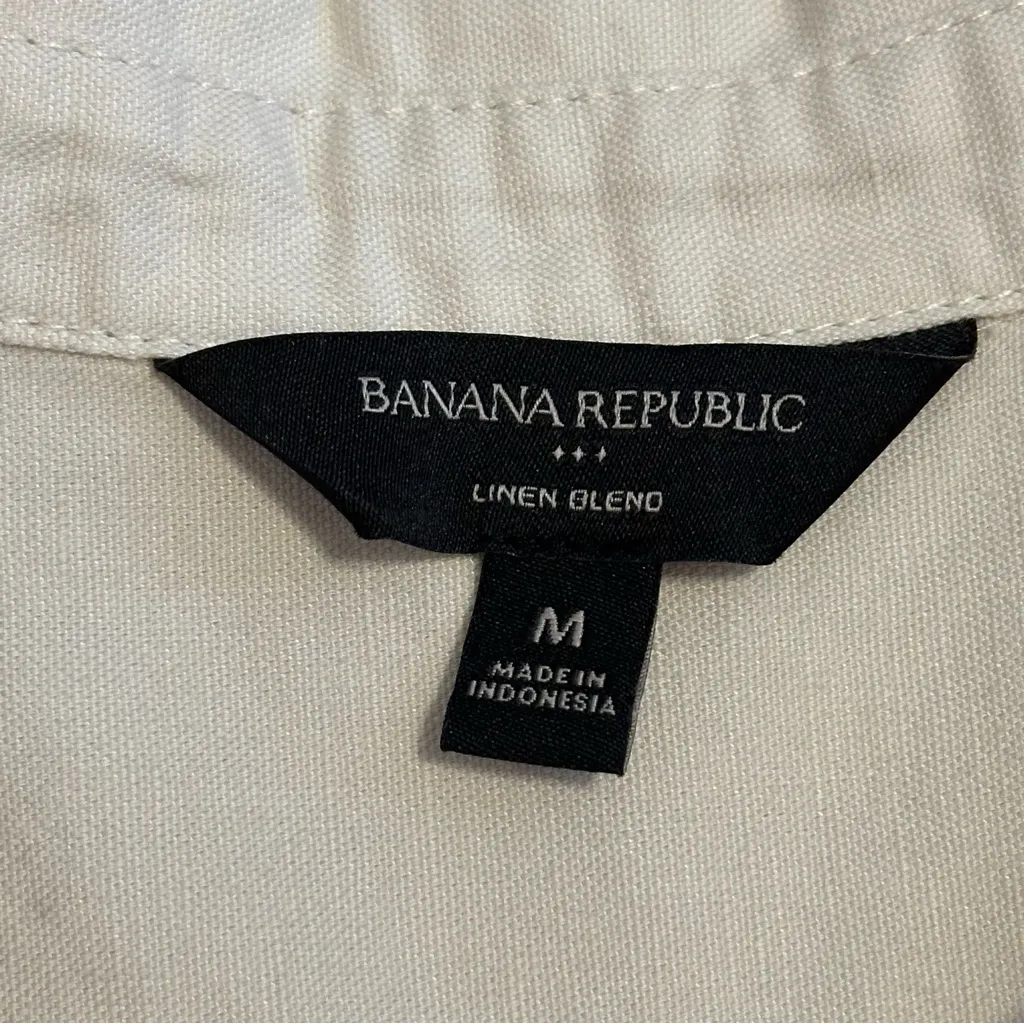 BANANA REPUBLIC
LINEN BLEND
M
MADE IN
INDONESIA